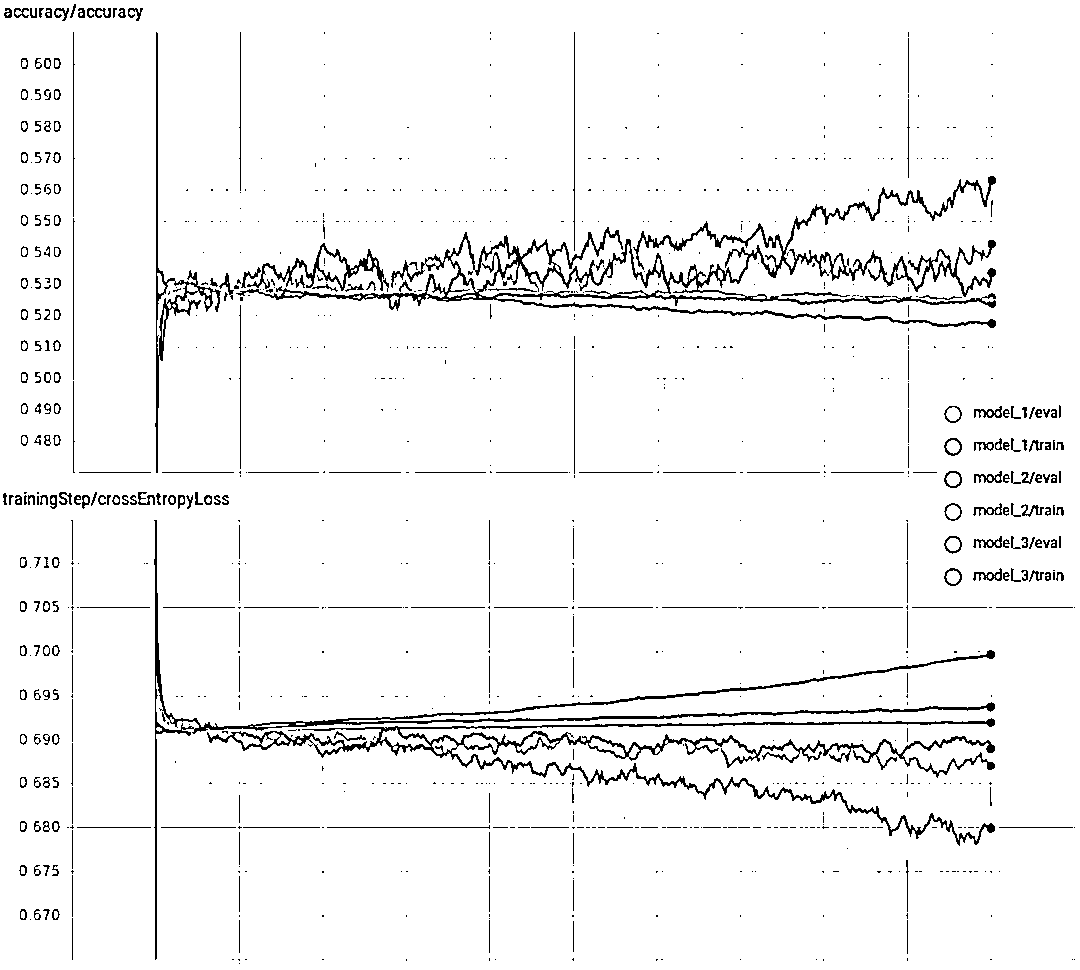 accuracy/accuracy
0.600
0.590
0.580
0.570
0.560
0.550
0.540
0.530
0.520
0.510
0.500
0.490
0.480
model_1/eval
model_1/train
model_2/eval
model_2/train
model_3/eval
model_3/train
trainingStep/crossEntropyLoss
0.710
0.705
0.700
0.695
0.690
0.685
0.680
0.675
0.670